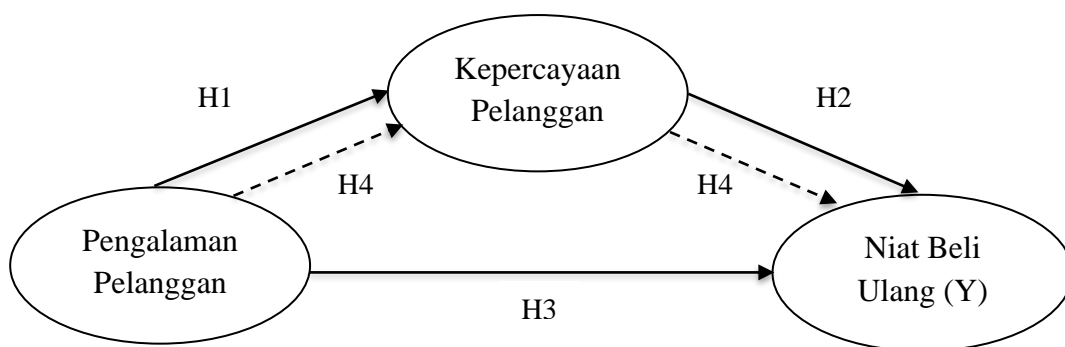 Kepercayaan
Pelanggan
H1
H2
H4
H4
Pengalaman
Pelanggan
Niat Beli
Ulang (Y)
H3